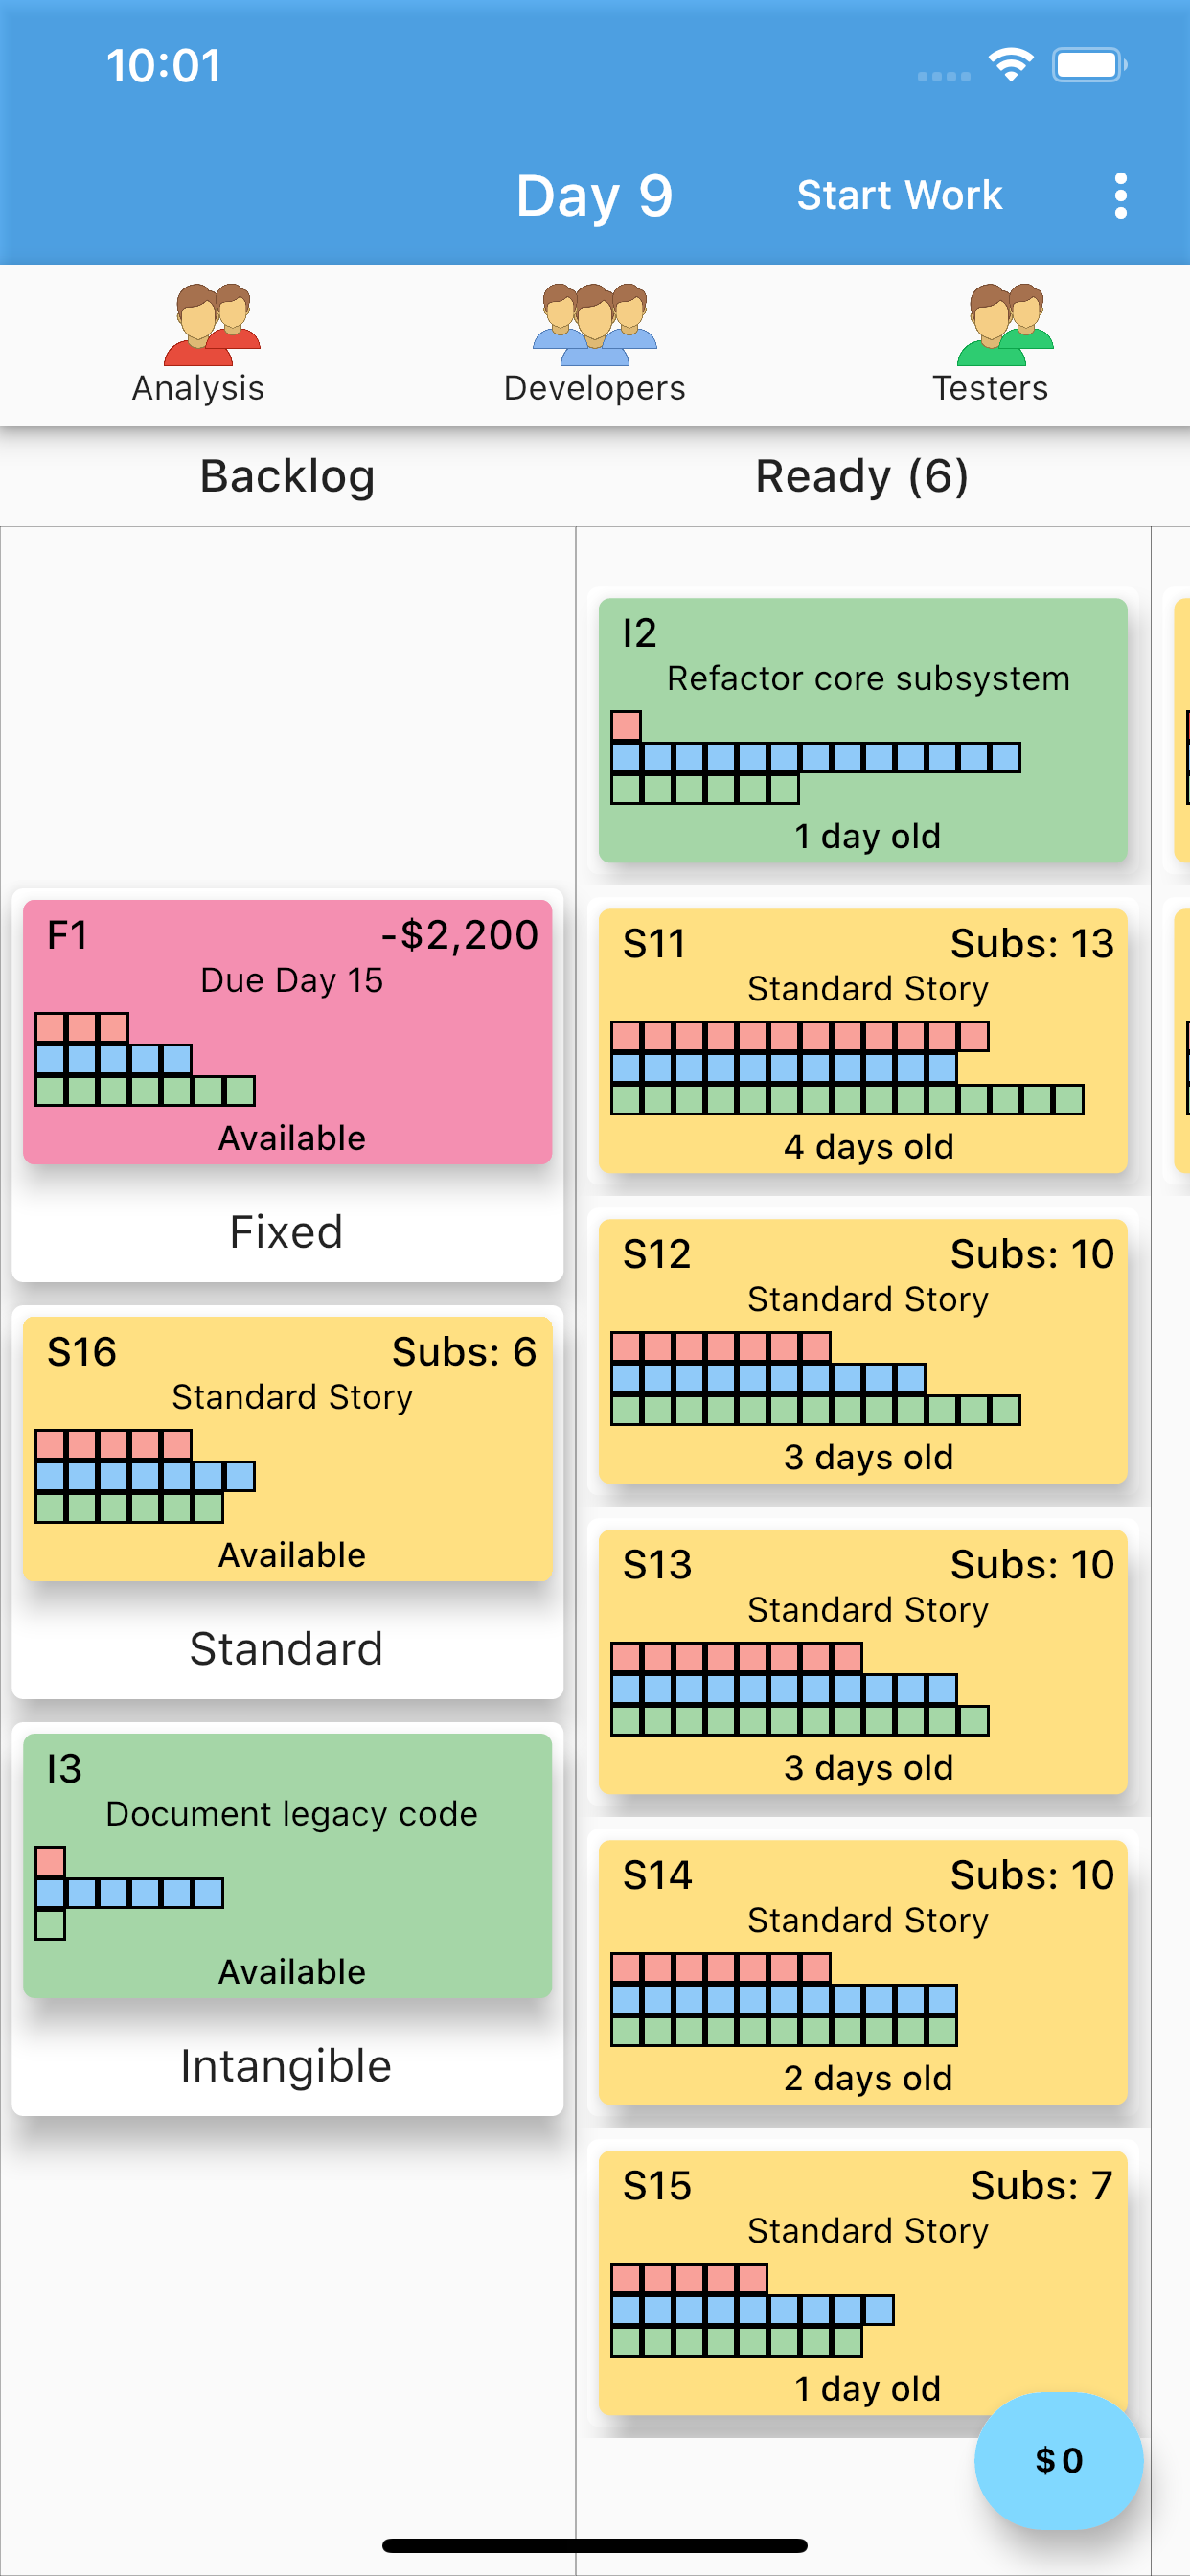 10:01
Day 9
Start Work
Analysis
Developers
Testers
Backlog
Ready (6)
F1
-$2,200
Due Day 15
Available
Fixed
S16
Subs: 6
Standard Story
Available
Standard
I3
Document legacy code
Available
Intangible
I2
Refactor core subsystem
1 day old
S11
Subs: 13
Standard Story
4 days old
S12
Subs: 10
Standard Story
3 days old
S13
Subs: 10
Standard Story
3 days old
S14
Subs: 10
Standard Story
2 days old
S15
Subs: 7
Standard Story
1 day old
$ 0